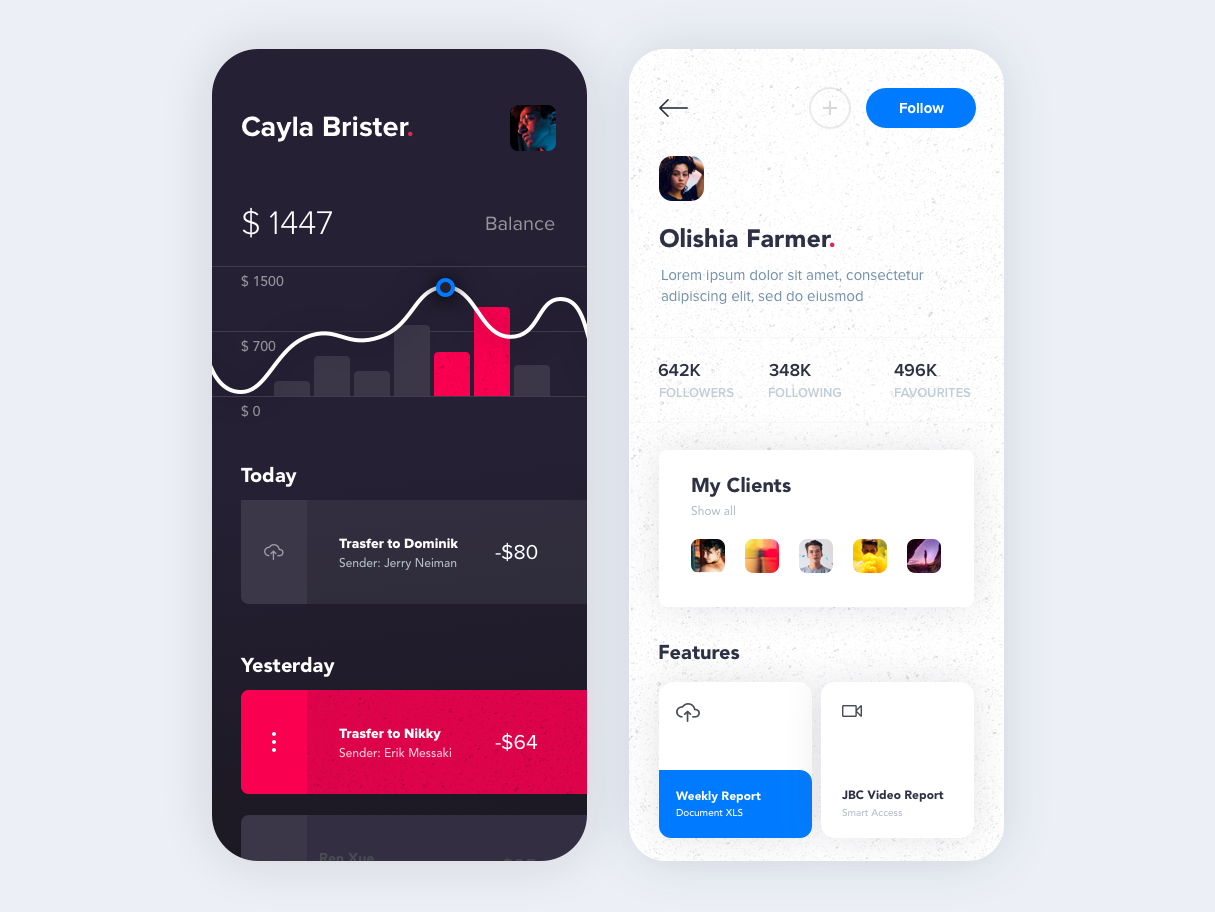 Cayla Brister.
$ 1447
Balance
$ 1500
$ 700
$ 0
Today
Trasfer to Dominik
Sender: Jerry Neiman
-$80
Yesterday
Trasfer to Nikky
Sender: Erik Messaki
-$64
Ren Xue
Follow
Olishia Farmer.
Lorem ipsum dolor sit amet, consectetur
adipiscing elit, sed do eiusmod
642K
348K
496K
FOLLOWERS
FOLLOWING
FAVOURITES
My Clients
Show all
Features
Weekly Report
Document XLS
JBC Video Report
Smart Access